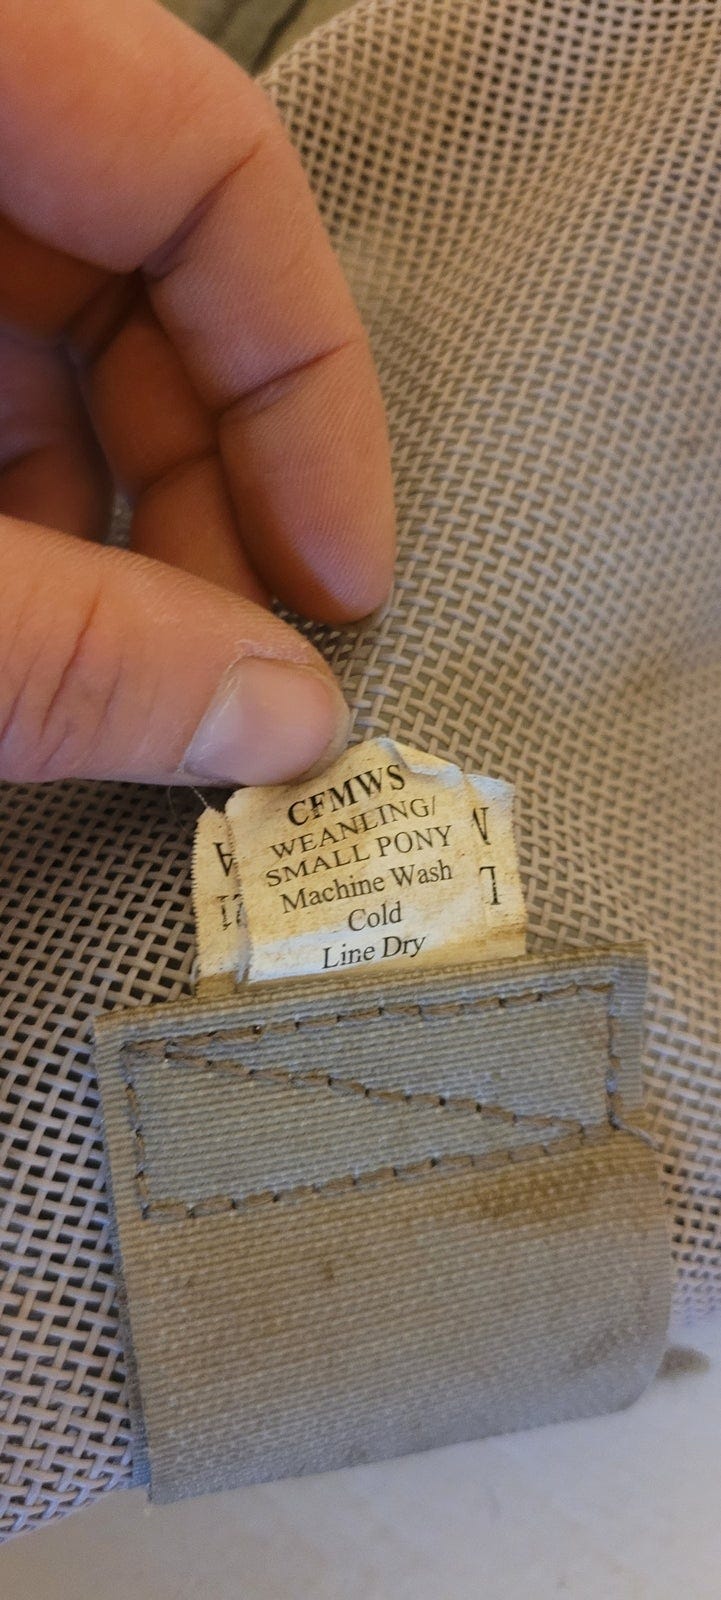 CFMWS
WEANLING/
SMALL PONY
Machine Wash
Cold
Line Dry